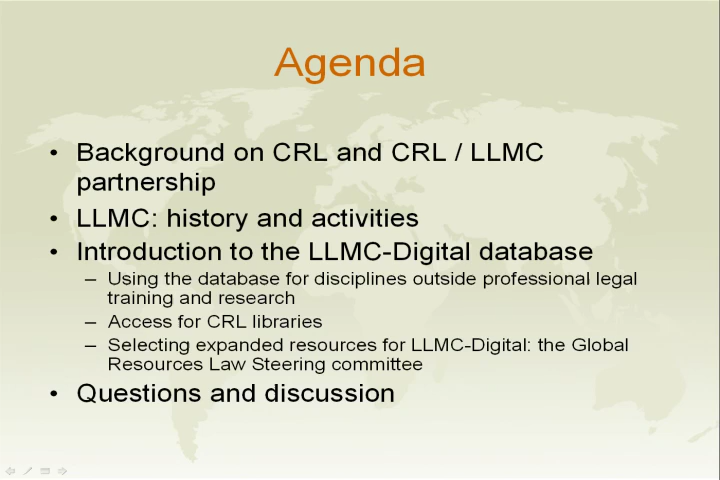 Agenda
• Background on CRL and CRL / LLMC
partnership
• LLMC: history and activities
• Introduction to the LLMC-Digital database
– Using the database for disciplines outside professional legal
training and research
– Access for CRL libraries
– Selecting expanded resources for LLMC-Digital: the Global
Resources Law Steering committee
• Questions and discussion